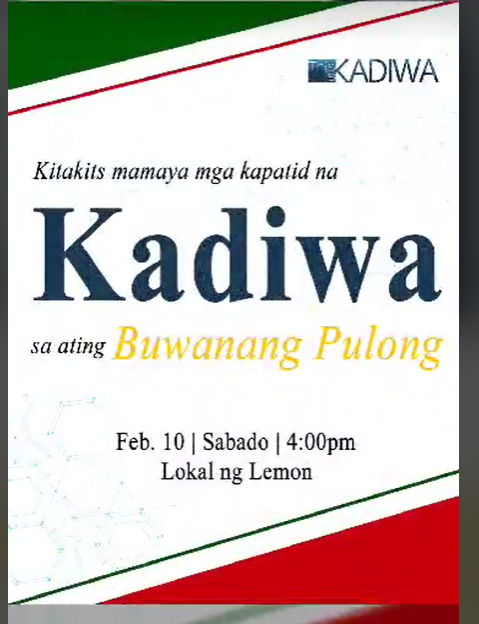 KADIWA
Kitakits mamaya mga kapatid na
Kadiwa
sa ating Buwanang Pulong
Feb. 10 | Sabado | 4:00pm
Lokal ng Lemon